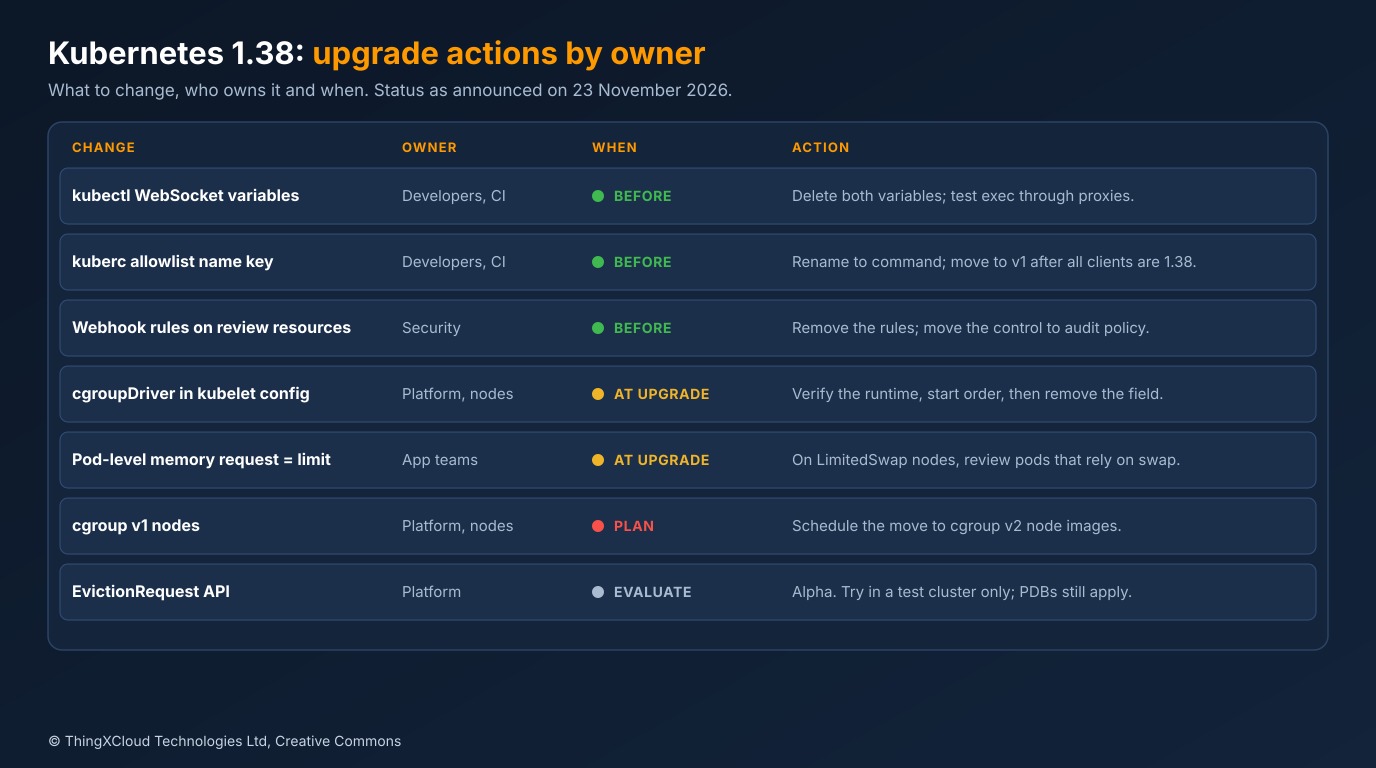 Kubernetes 1.38: upgrade actions by owner
What to change, who owns it and when. Status as announced on 23 November 2026.
CHANGE OWNER WHEN ACTION
kubectl WebSocket variables Developers, CI BEFORE Delete both variables; test exec through proxies.
kuberc allowlist name key Developers, CI BEFORE Rename to command; move to v1 after all clients are 1.38.
Webhook rules on review resources Security BEFORE Remove the rules; move the control to audit policy.
cgroupDriver in kubelet config Platform, nodes AT UPGRADE Verify the runtime, start order, then remove the field.
Pod-level memory request = limit App teams AT UPGRADE On LimitedSwap nodes, review pods that rely on swap.
cgroup v1 nodes Platform, nodes PLAN Schedule the move to cgroup v2 node images.
EvictionRequest API Platform EVALUATE Alpha. Try in a test cluster only; PDBs still apply.
© ThingXCloud Technologies Ltd, Creative Commons